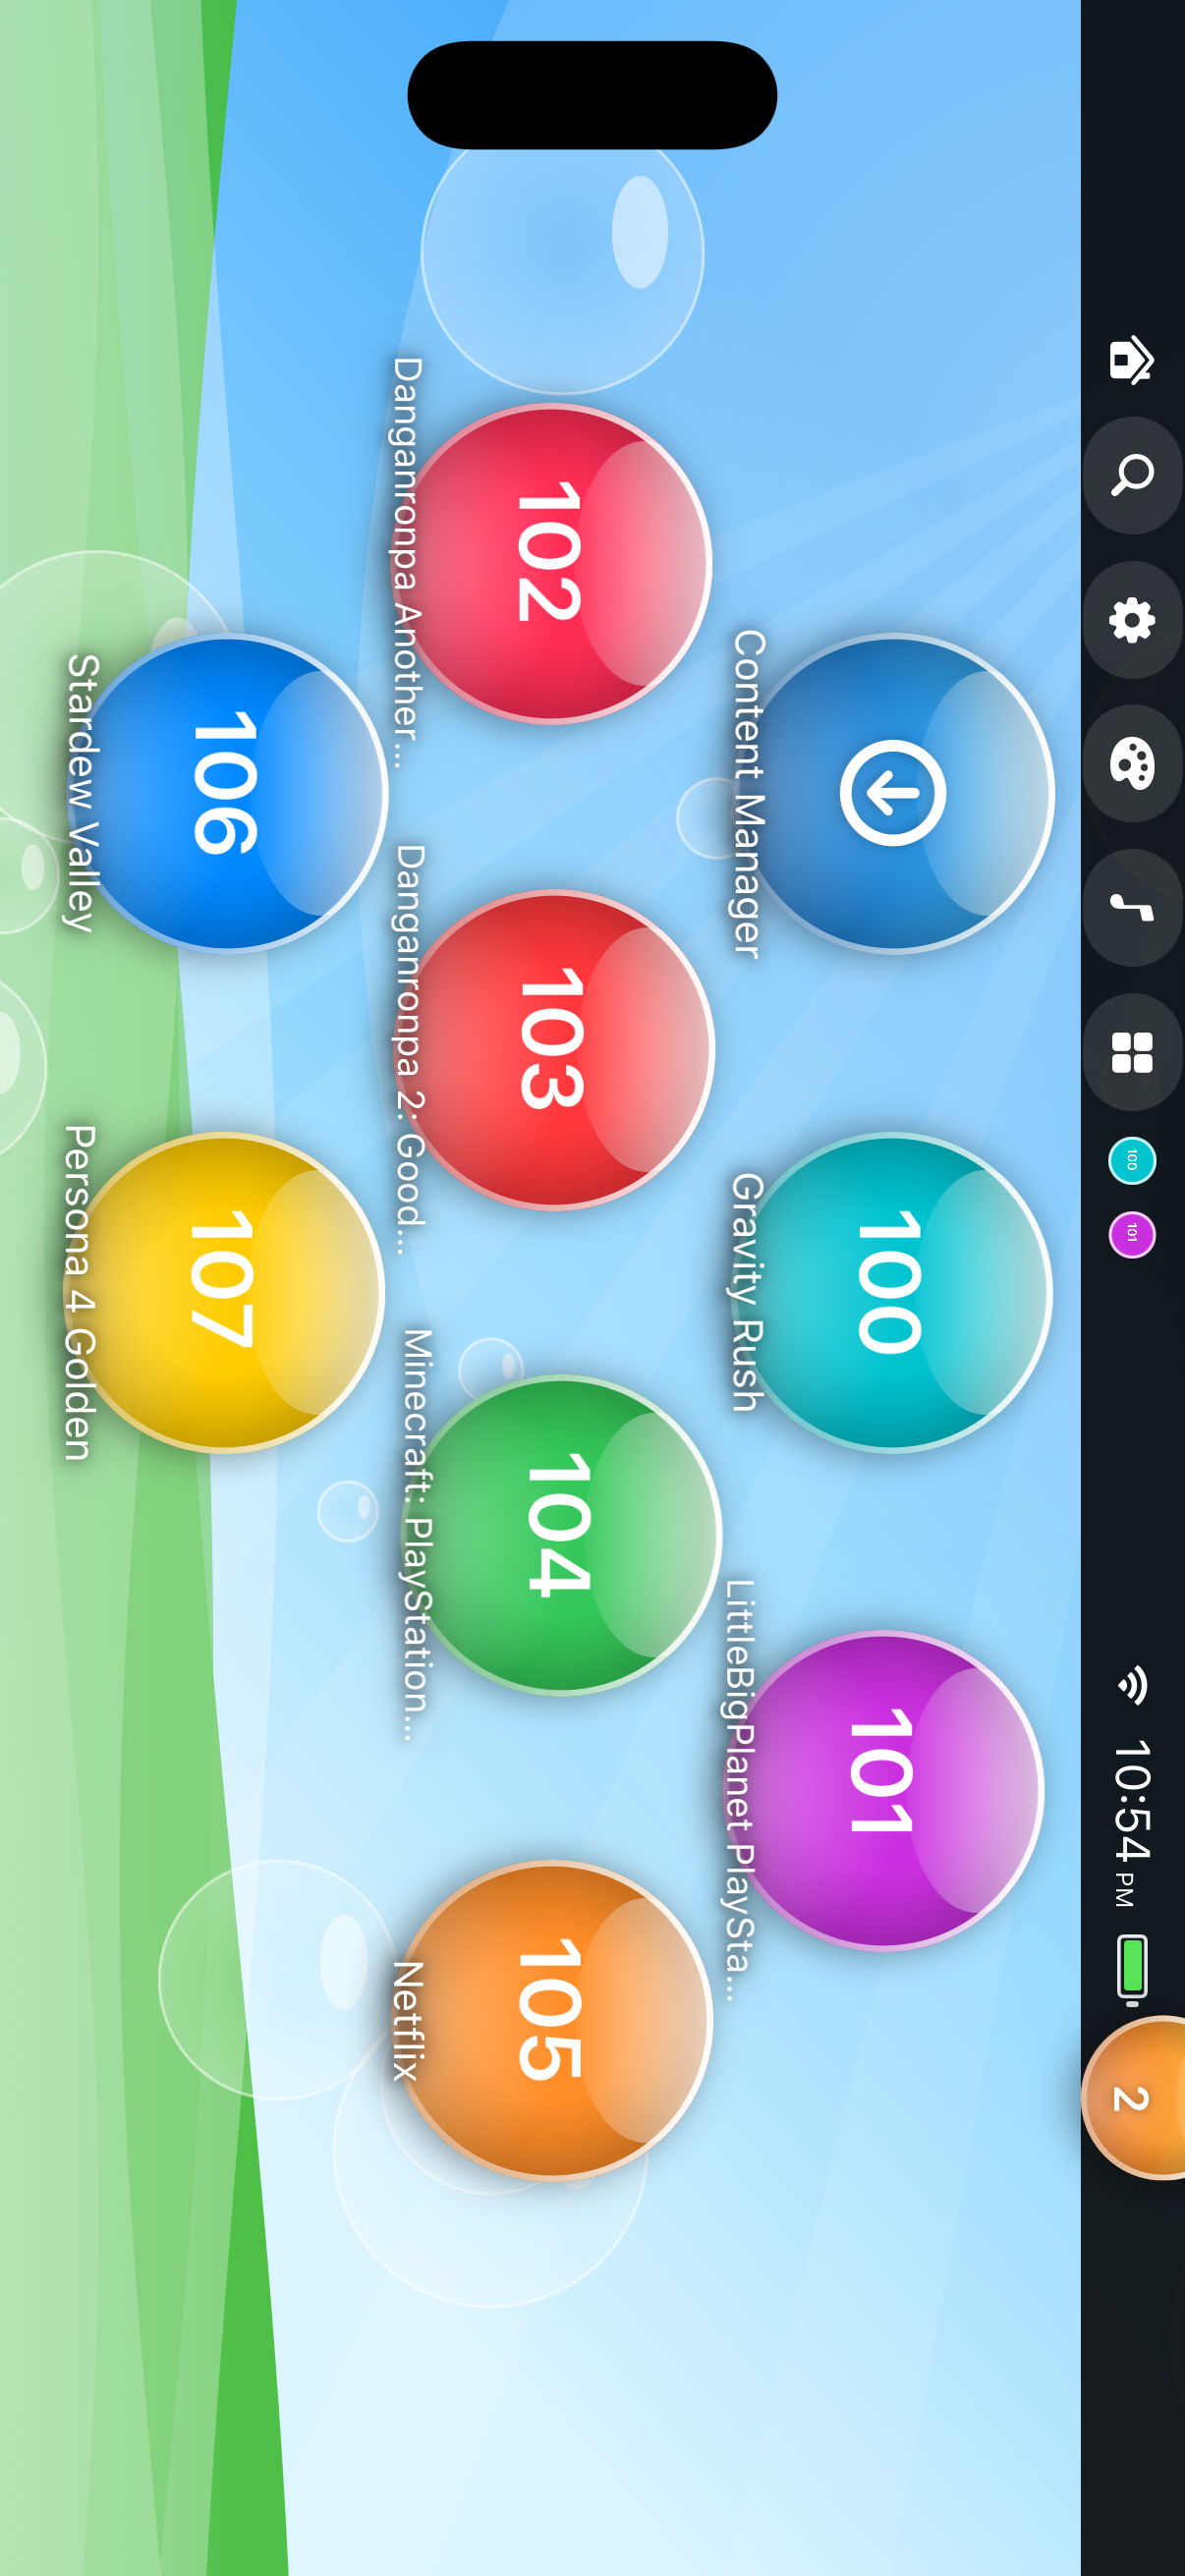 100
101
10:54 PM
2
Content Manager
100
Gravity Rush
101
LittleBigPlanet PlaySta...
102
Danganronpa Another...
103
Danganronpa 2: Good...
104
Minecraft: PlayStation...
105
Netflix
106
Stardew Valley
107
Persona 4 Golden